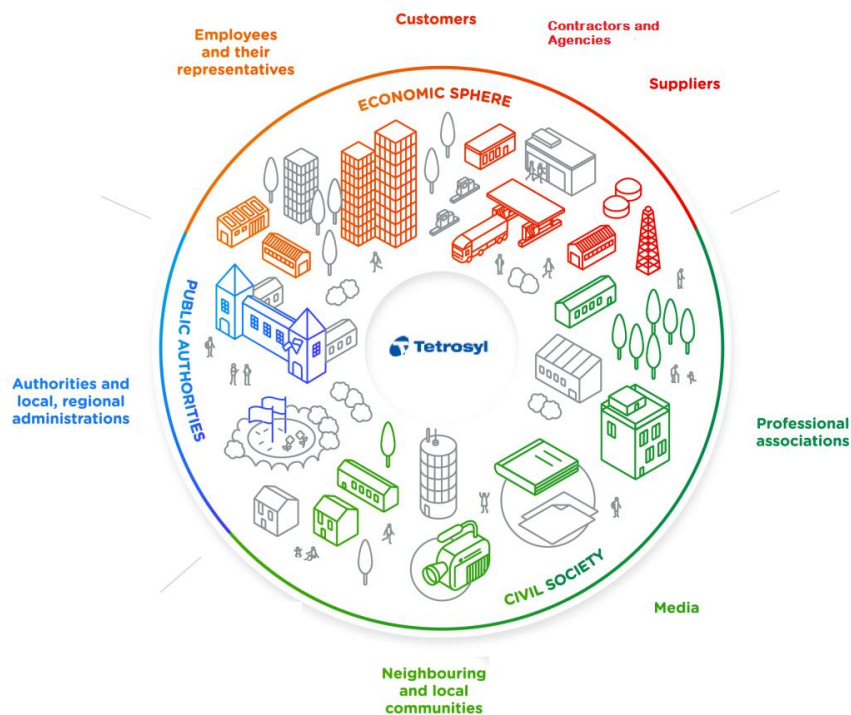 Customers
Contractors and
Agencies
Employees
and their
representatives
Suppliers
ECONOMIC SPHERE
PUBLIC AUTHORITIES
Tetrosyl
Authorities and
local, regional
administrations
Professional
associations
CIVIL SOCIETY
Media
Neighbouring
and local
communities